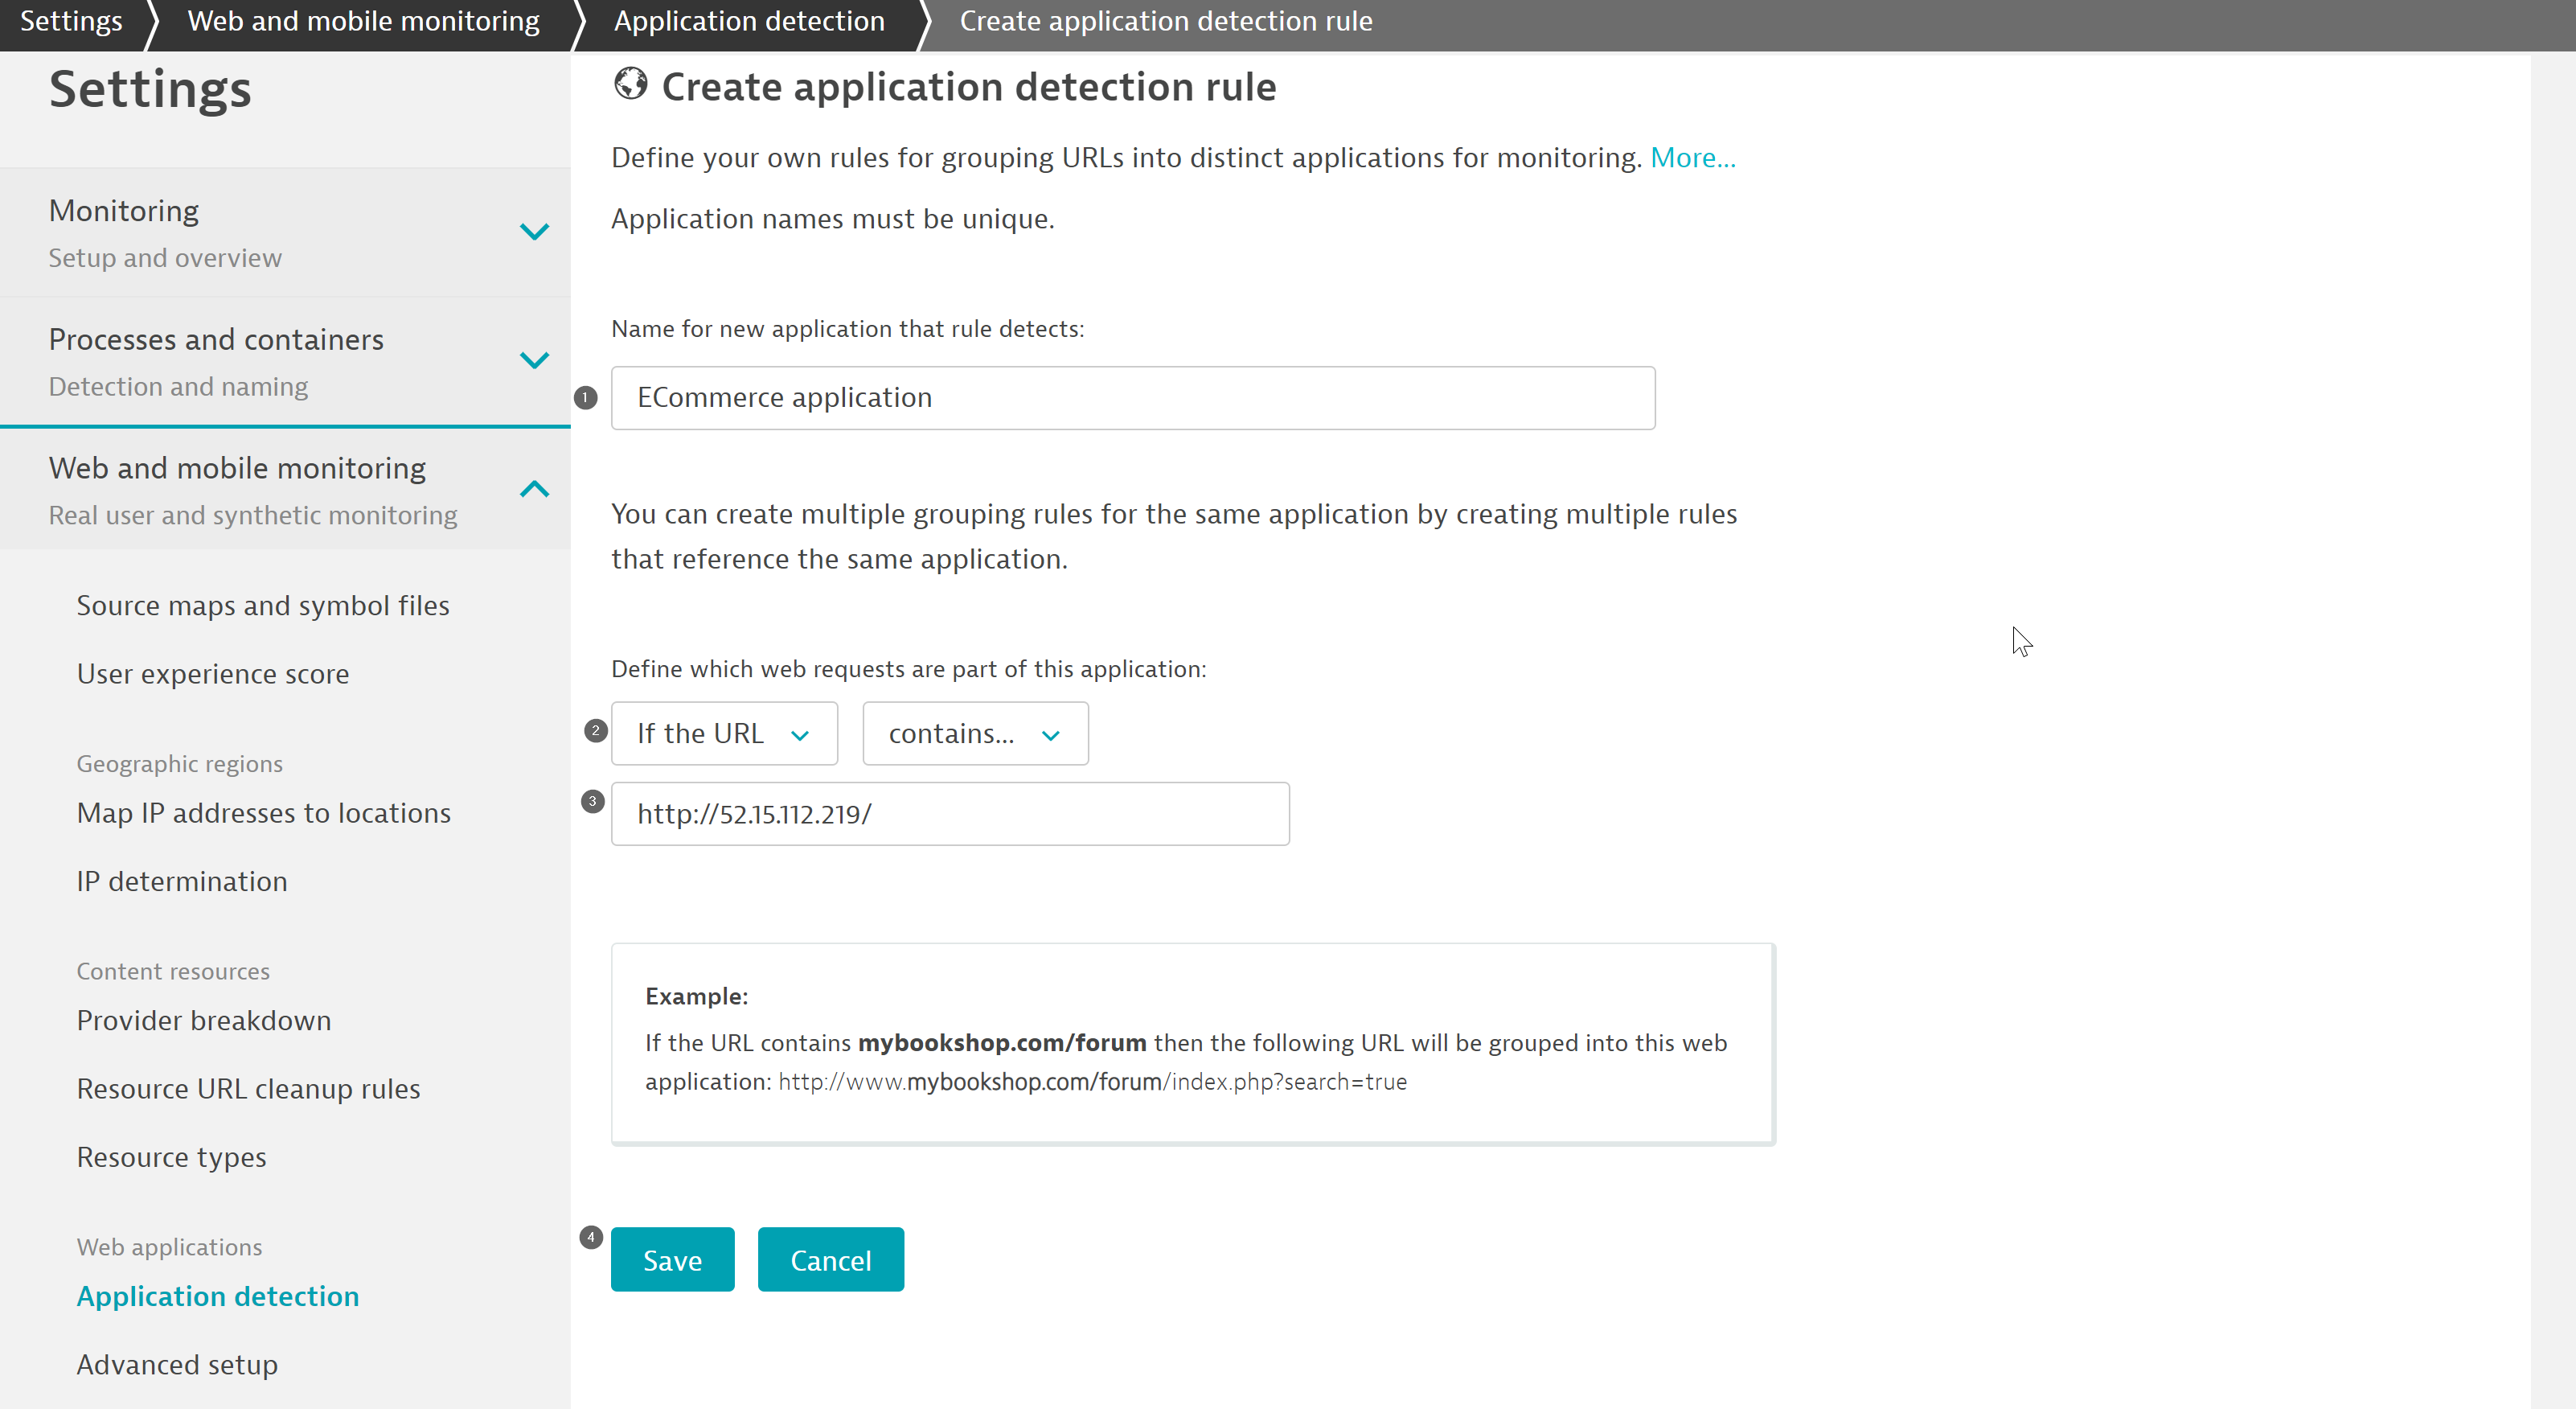 Settings
Web and mobile monitoring
Application detection
Create application detection rule
Settings
Monitoring
Setup and overview
Processes and containers
Detection and naming
Web and mobile monitoring
Real user and synthetic monitoring
Source maps and symbol files
User experience score
Geographic regions
Map IP addresses to locations
IP determination
Content resources
Provider breakdown
Resource URL cleanup rules
Resource types
Web applications
Application detection
Advanced setup
Create application detection rule
Define your own rules for grouping URLs into distinct applications for monitoring. More...
Application names must be unique.
Name for new application that rule detects:
1
ECommerce application
You can create multiple grouping rules for the same application by creating multiple rules
that reference the same application.
Define which web requests are part of this application:
2
If the URL
contains...
3
http://52.15.112.219/
Example:
If the URL contains mybookshop.com/forum then the following URL will be grouped into this web
application: http://www.mybookshop.com/forum/index.php?search=true
4
Save
Cancel